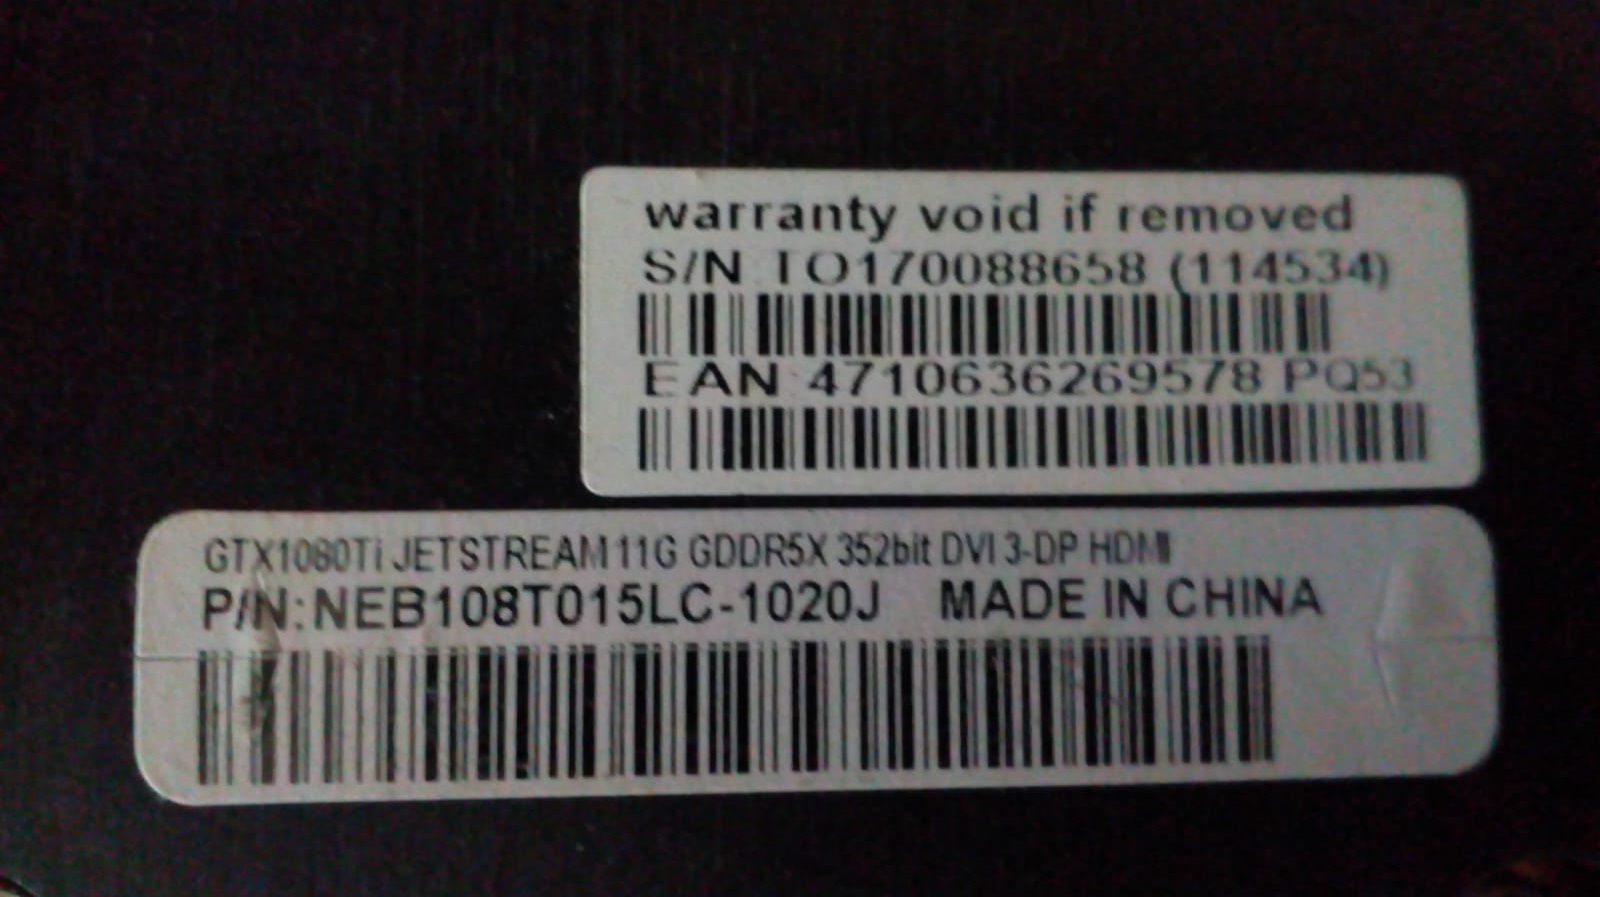 warranty void if removed
S/N TO170088658 (114534)
EAN 4710636269578 PQ53
GTX1080Ti JETSTREAM 11G GDDR5X 352bit DVI 3-DP HDMI
P/N:NEB108T015LC-1020J MADE IN CHINA